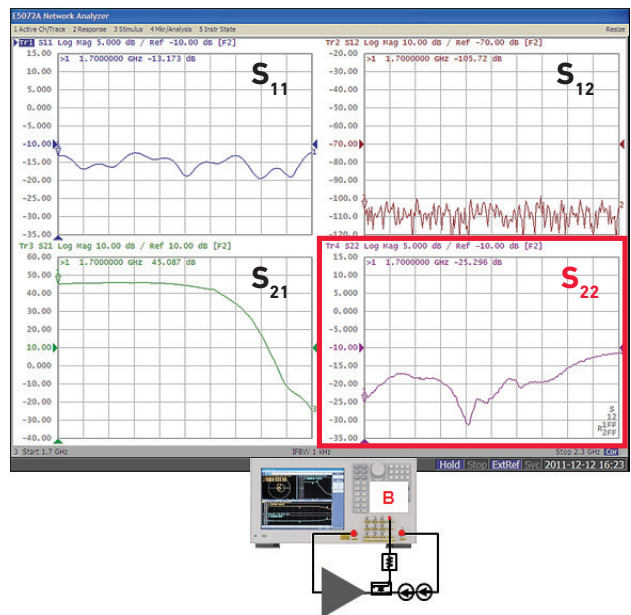 E5072A Network Analyzer
1 Active Ch/Trace 2 Response 3 Stimulus 4 Mkr/Analysis 5 Instr State
Resize
Tr1 S11 Log Mag 5.000 dB / Ref -10.00 dB [F2]
15.00
>1 1.7000000 GHz -13.173 dB
S11
10.00
5.000
0.000
-5.000
-10.00
-15.00
-20.00
-25.00
-30.00
-35.00
1
Tr2 S12 Log Mag 10.00 dB / Ref -70.00 dB [F2]
-20.00
>1 1.7000000 GHz -105.72 dB
S12
-30.00
-40.00
-50.00
-60.00
-70.00
-80.00
-90.00
-100.0
-110.0
-120.0
2
Tr3 S21 Log Mag 10.00 dB / Ref 10.00 dB [F2]
60.00
>1 1.7000000 GHz 45.087 dB
S21
50.00
40.00
30.00
20.00
10.00
0.000
-10.00
-20.00
-30.00
-40.00
3
Tr4 S22 Log Mag 5.000 dB / Ref -10.00 dB [F2]
15.00
>1 1.7000000 GHz -25.296 dB
S22
10.00
5.000
0.000
-5.000
-10.00
-15.00
-20.00
-25.00
-30.00
-35.00
S
12
R1FF
2FF
3 Start 1.7 GHz
IFBW 1 kHz
Stop 2.3 GHz Cor
Hold Stop ExtRef Svc 2011-12-12 16:23
B